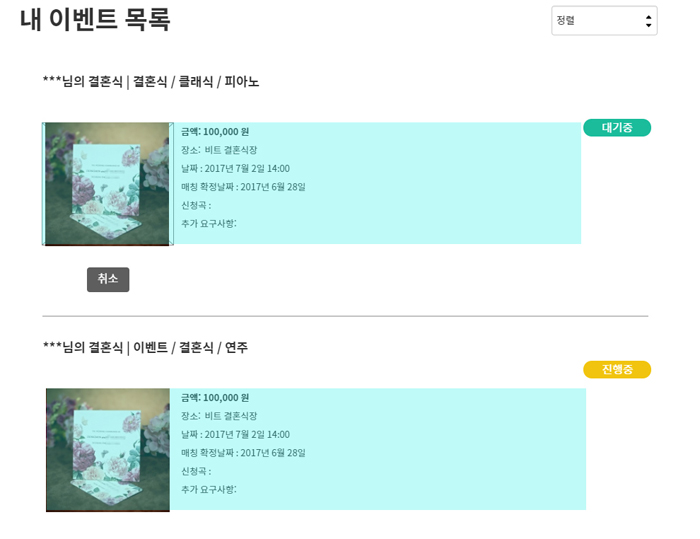 내 이벤트 목록
정렬
***님의 결혼식 | 결혼식 / 클래식 / 피아노
금액: 100,000 원
대기중
장소: 비트 결혼식장
날짜 : 2017년 7월 2일 14:00
매칭 확정날짜 : 2017년 6월 28일
신청곡 :
추가 요구사항:
취소
***님의 결혼식 | 이벤트 / 결혼식 / 연주
진행중
금액: 100,000 원
장소: 비트 결혼식장
날짜 : 2017년 7월 2일 14:00
매칭 확정날짜 : 2017년 6월 28일
신청곡 :
추가 요구사항: